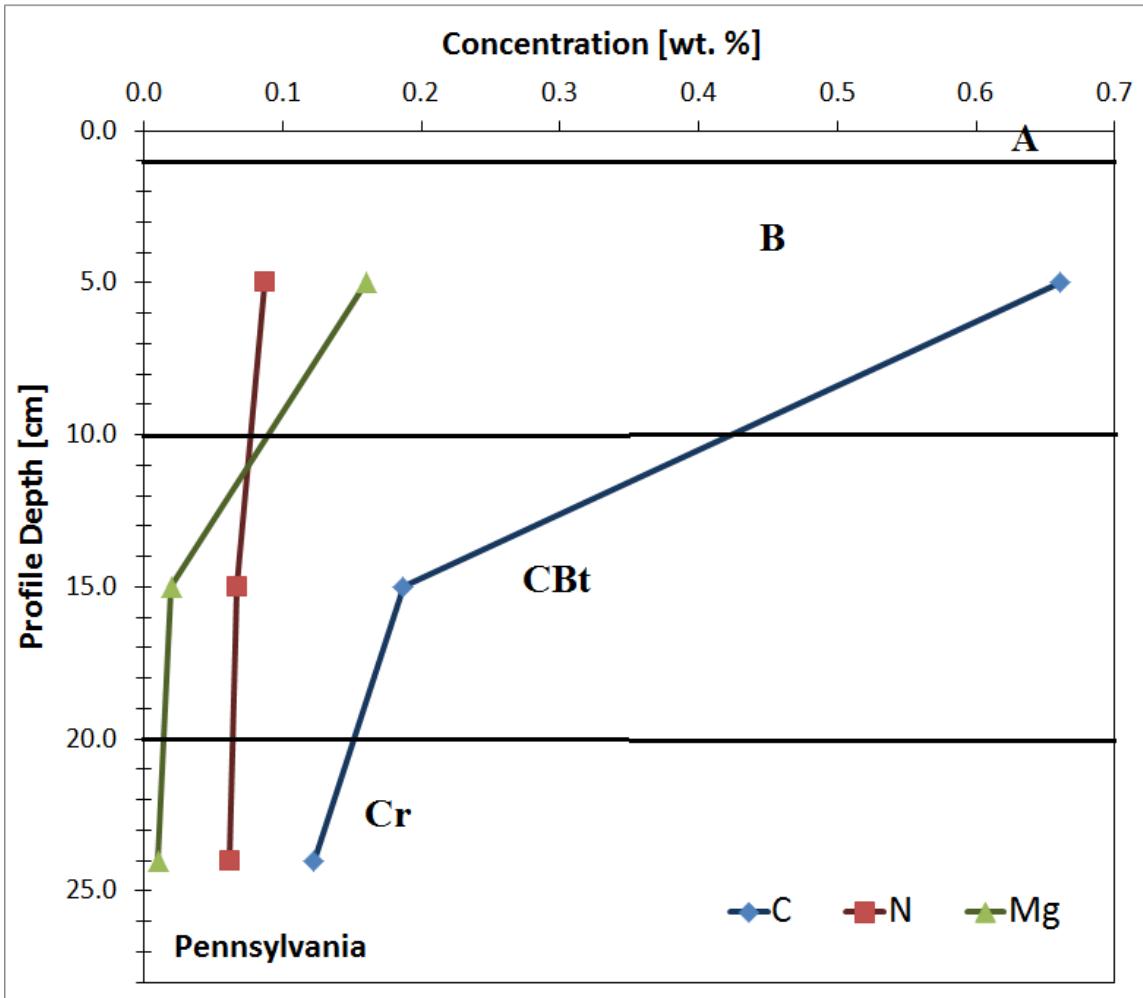 Concentration [wt. %]
0.0 0.1 0.2 0.3 0.4 0.5 0.6 0.7
0.0
A
B
5.0
Profile Depth [cm]
10.0
15.0
CBt
20.0
Cr
25.0
C N Mg
Pennsylvania